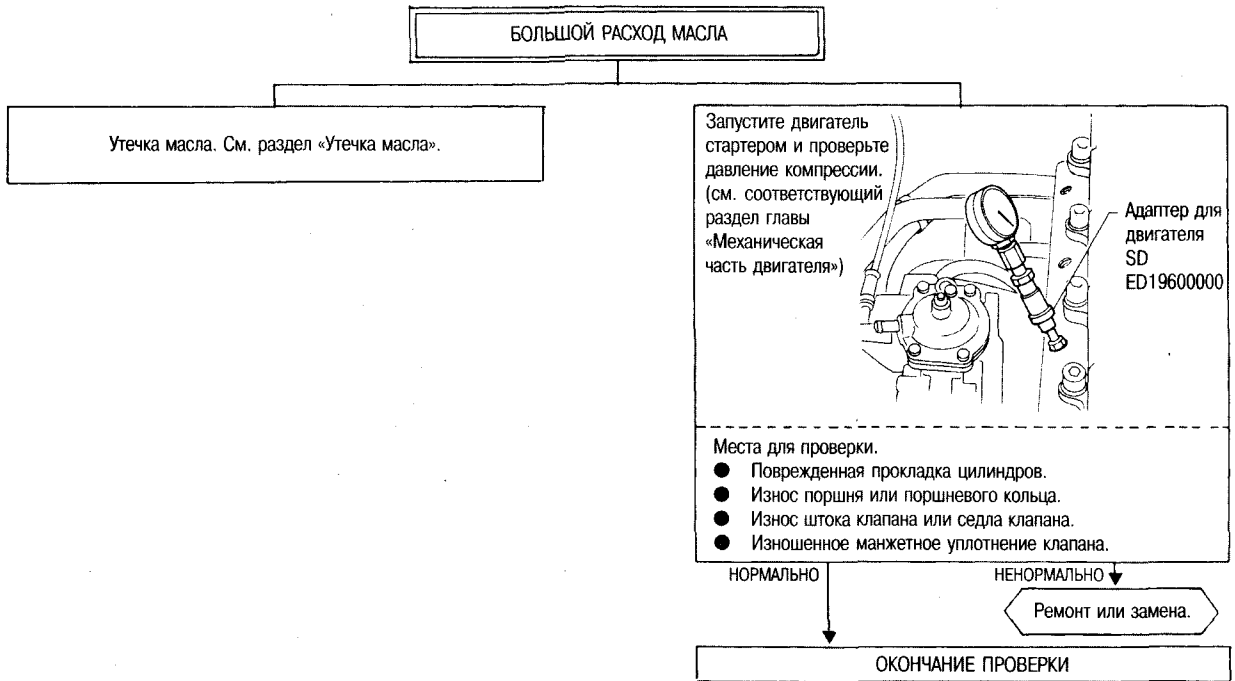 БОЛЬШОЙ РАСХОД МАСЛА
Утечка масла. См. раздел «Утечка масла».
Запустите двигатель
стартером и проверьте
давление компрессии.
(см. соответствующий
раздел главы
«Механическая
часть двигателя»)
Адаптер для
двигателя
SD
ED19600000
Места для проверки.
● Поврежденная прокладка цилиндров.
● Износ поршня или поршневого кольца.
● Износ штока клапана или седла клапана.
● Изношенное манжетное уплотнение клапана.
НОРМАЛЬНО
НЕНОРМАЛЬНО
Ремонт или замена.
ОКОНЧАНИЕ ПРОВЕРКИ